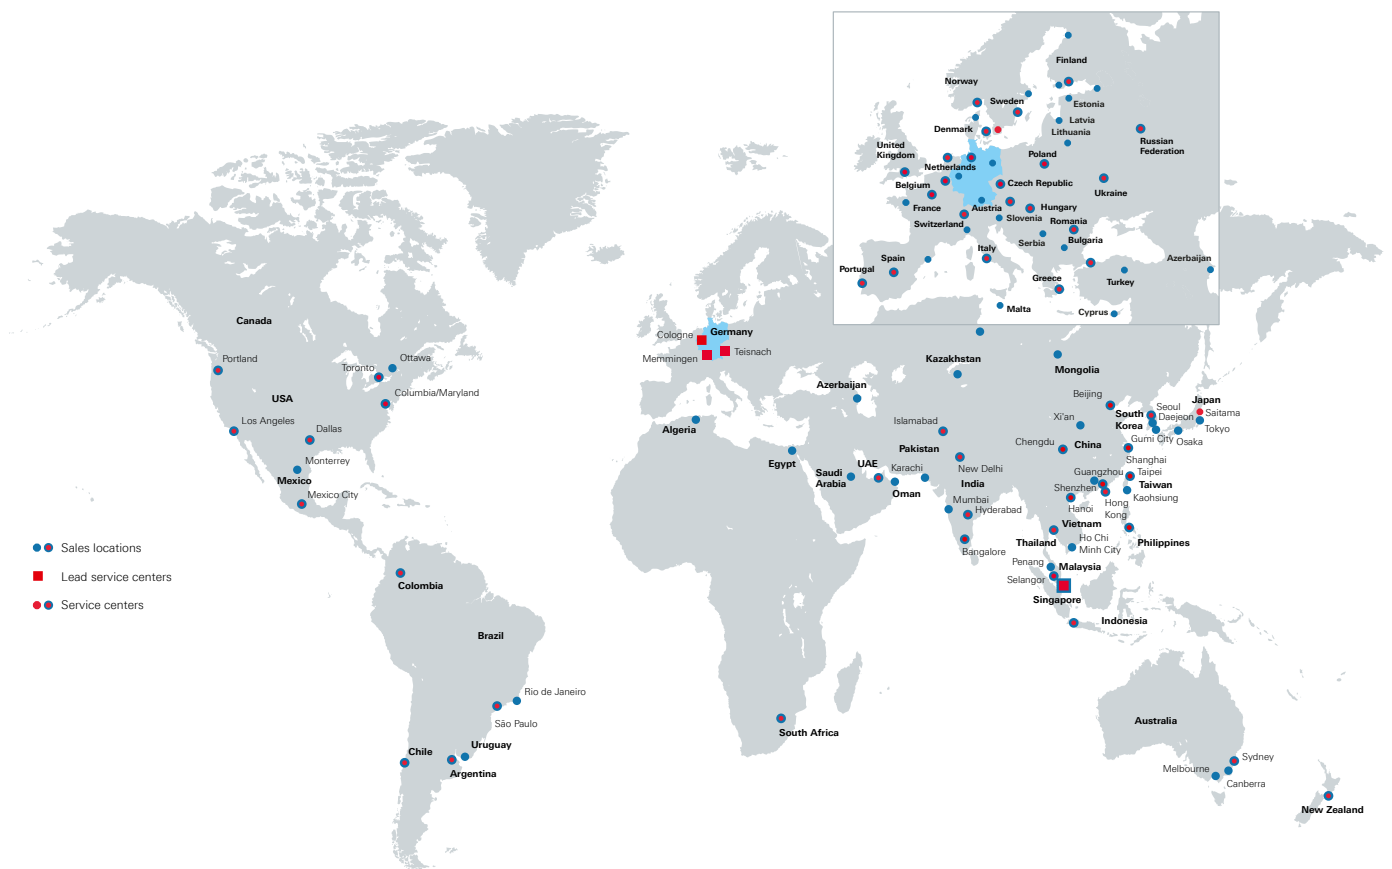 Finland
Norway
Sweden
Estonia
Latvia
Denmark
Lithuania
Russian
Federation
United
Kingdom
Poland
Netherlands
Belgium
Czech Republic
Ukraine
France
Austria
Hungary
Slovenia
Romania
Switzerland
Serbia
Bulgaria
Italy
Spain
Azerbaijan
Portugal
Greece
Turkey
Malta
Cyprus
Canada
Portland
Ottawa
Toronto
Columbia/Maryland
USA
Los Angeles
Dallas
Monterrey
Mexico
Mexico City
Cologne
Germany
Memmingen
Teisnach
Kazakhstan
Mongolia
Azerbaijan
Beijing
Japan
Seoul
Saitama
South
Korea
Daejeon
Tokyo
Xi'an
Islamabad
Algeria
Gumi City
Osaka
Chengdu
China
Pakistan
Shanghai
Egypt
UAE
Saudi
Arabia
Karachi
New Delhi
Guangzhou
Taipei
Oman
India
Shenzhen
Taiwan
Kaohsiung
Mumbai
Hyderabad
Hanoi
Hong
Kong
Vietnam
Thailand
Ho Chi
Minh City
Philippines
Bangalore
Penang
Malaysia
Selangor
Singapore
Indonesia
Sales locations
Lead service centers
Service centers
Colombia
Brazil
Rio de Janeiro
São Paulo
Uruguay
Chile
Argentina
South Africa
Australia
Sydney
Melbourne
Canberra
New Zealand